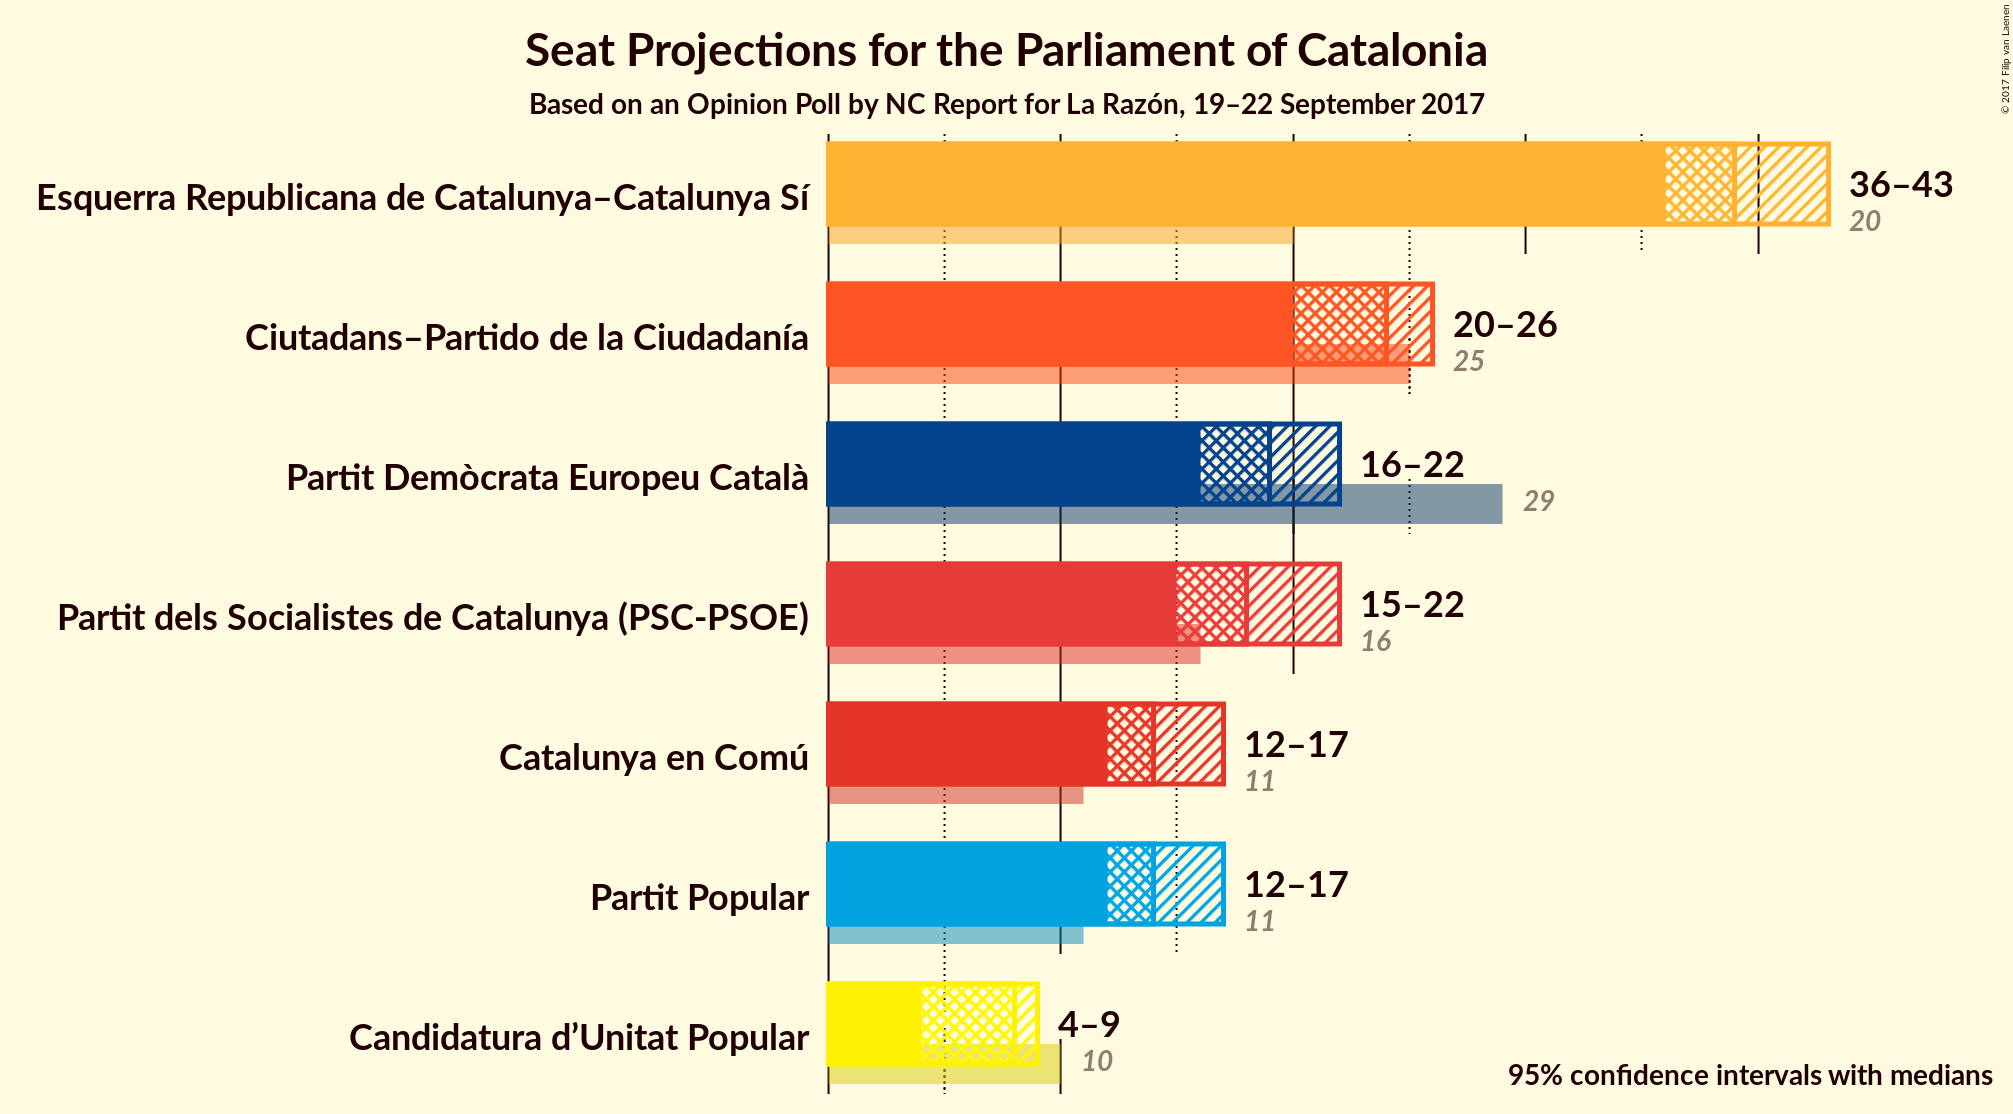 Seat Projections for the Parliament of Catalonia
Based on an Opinion Poll by NC Report for La Razón, 19–22 September 2017
© 2017 Filip van Laenen
Esquerra Republicana de Catalunya–Catalunya Sí
36–43
20
Ciutadans–Partido de la Ciudadanía
20–26
25
Partit Demòcrata Europeu Català
16–22
29
Partit dels Socialistes de Catalunya (PSC-PSOE)
15–22
16
Catalunya en Comú
12–17
11
Partit Popular
12–17
11
Candidatura d’Unitat Popular
4–9
10
95% confidence intervals with medians